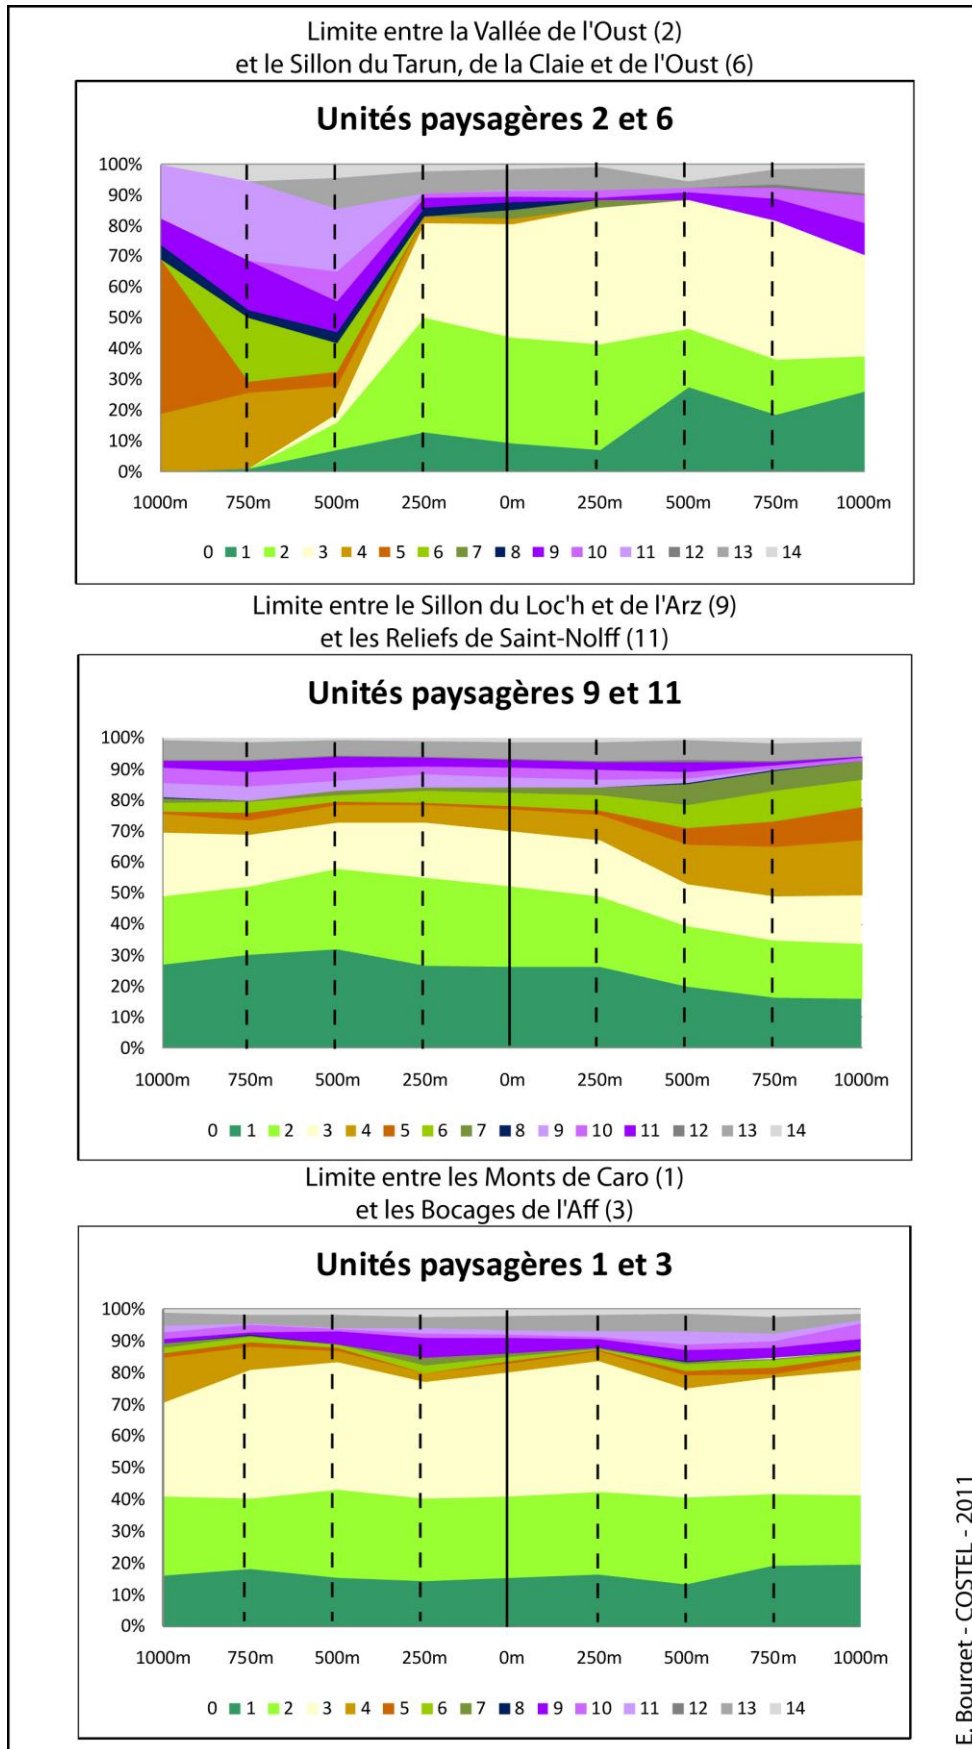 Limite entre la Vallée de l'Oust (2)
et le Sillon du Tarun, de la Claie et de l'Oust (6)
Unités paysagères 2 et 6
100%
90%
80%
70%
60%
50%
40%
30%
20%
10%
0%
1000m 750m 500m 250m 0m 250m 500m 750m 1000m
0 1 2 3 4 5 6 7 8 9 10 11 12 13 14
Limite entre le Sillon du Loc'h et de l'Arz (9)
et les Reliefs de Saint-Nolff (11)
Unités paysagères 9 et 11
100%
90%
80%
70%
60%
50%
40%
30%
20%
10%
0%
1000m 750m 500m 250m 0m 250m 500m 750m 1000m
0 1 2 3 4 5 6 7 8 9 10 11 12 13 14
Limite entre les Monts de Caro (1)
et les Bocages de l'Aff (3)
Unités paysagères 1 et 3
100%
90%
80%
70%
60%
50%
40%
30%
20%
10%
0%
1000m 750m 500m 250m 0m 250m 500m 750m 1000m
0 1 2 3 4 5 6 7 8 9 10 11 12 13 14
E. Bourget - COSTEL - 2011